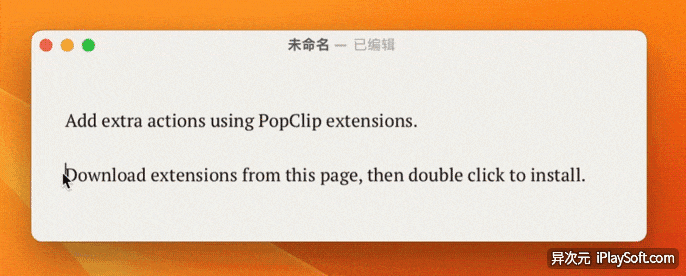 未命名 — 已编辑
Add extra actions using PopClip extensions.
Download extensions from this page, then double click to install.
异次元 iPlaySoft.com